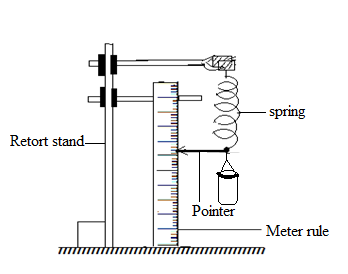 spring
Retort stand
Pointer
Meter rule